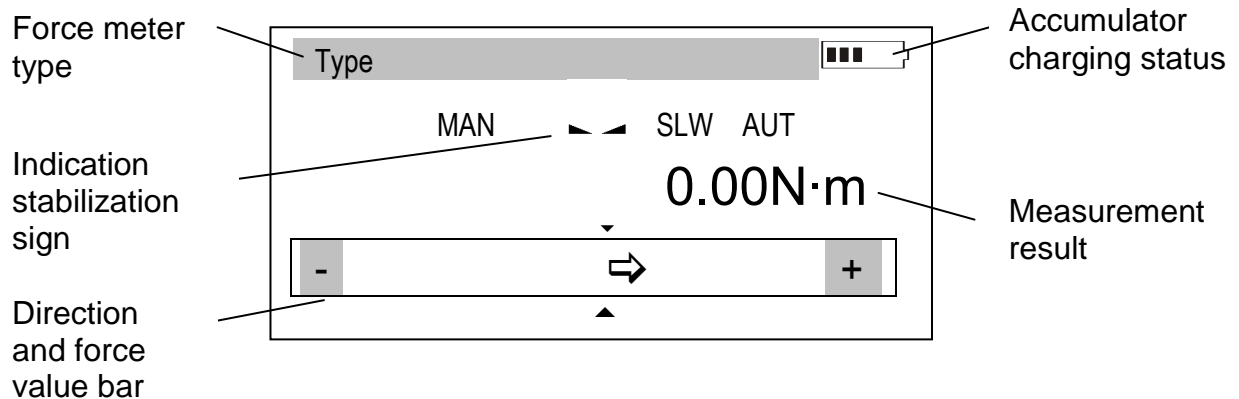 Force meter
type
Type
Accumulator
charging status
MAN SLW AUT
Indication
stabilization
sign
0.00N·m
Measurement
result
- +
Direction
and force
value bar